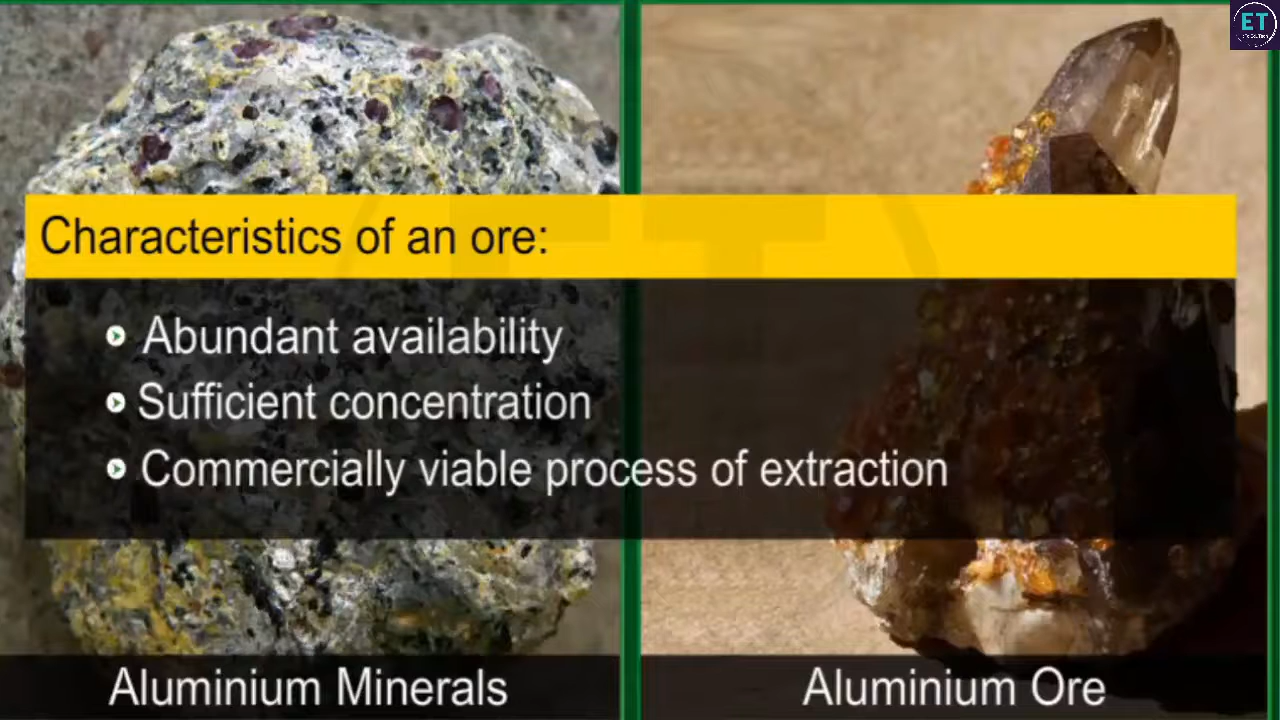 ET
Characteristics of an ore:
Abundant availability
Sufficient concentration
Commercially viable process of extraction
Aluminium Minerals
Aluminium Ore